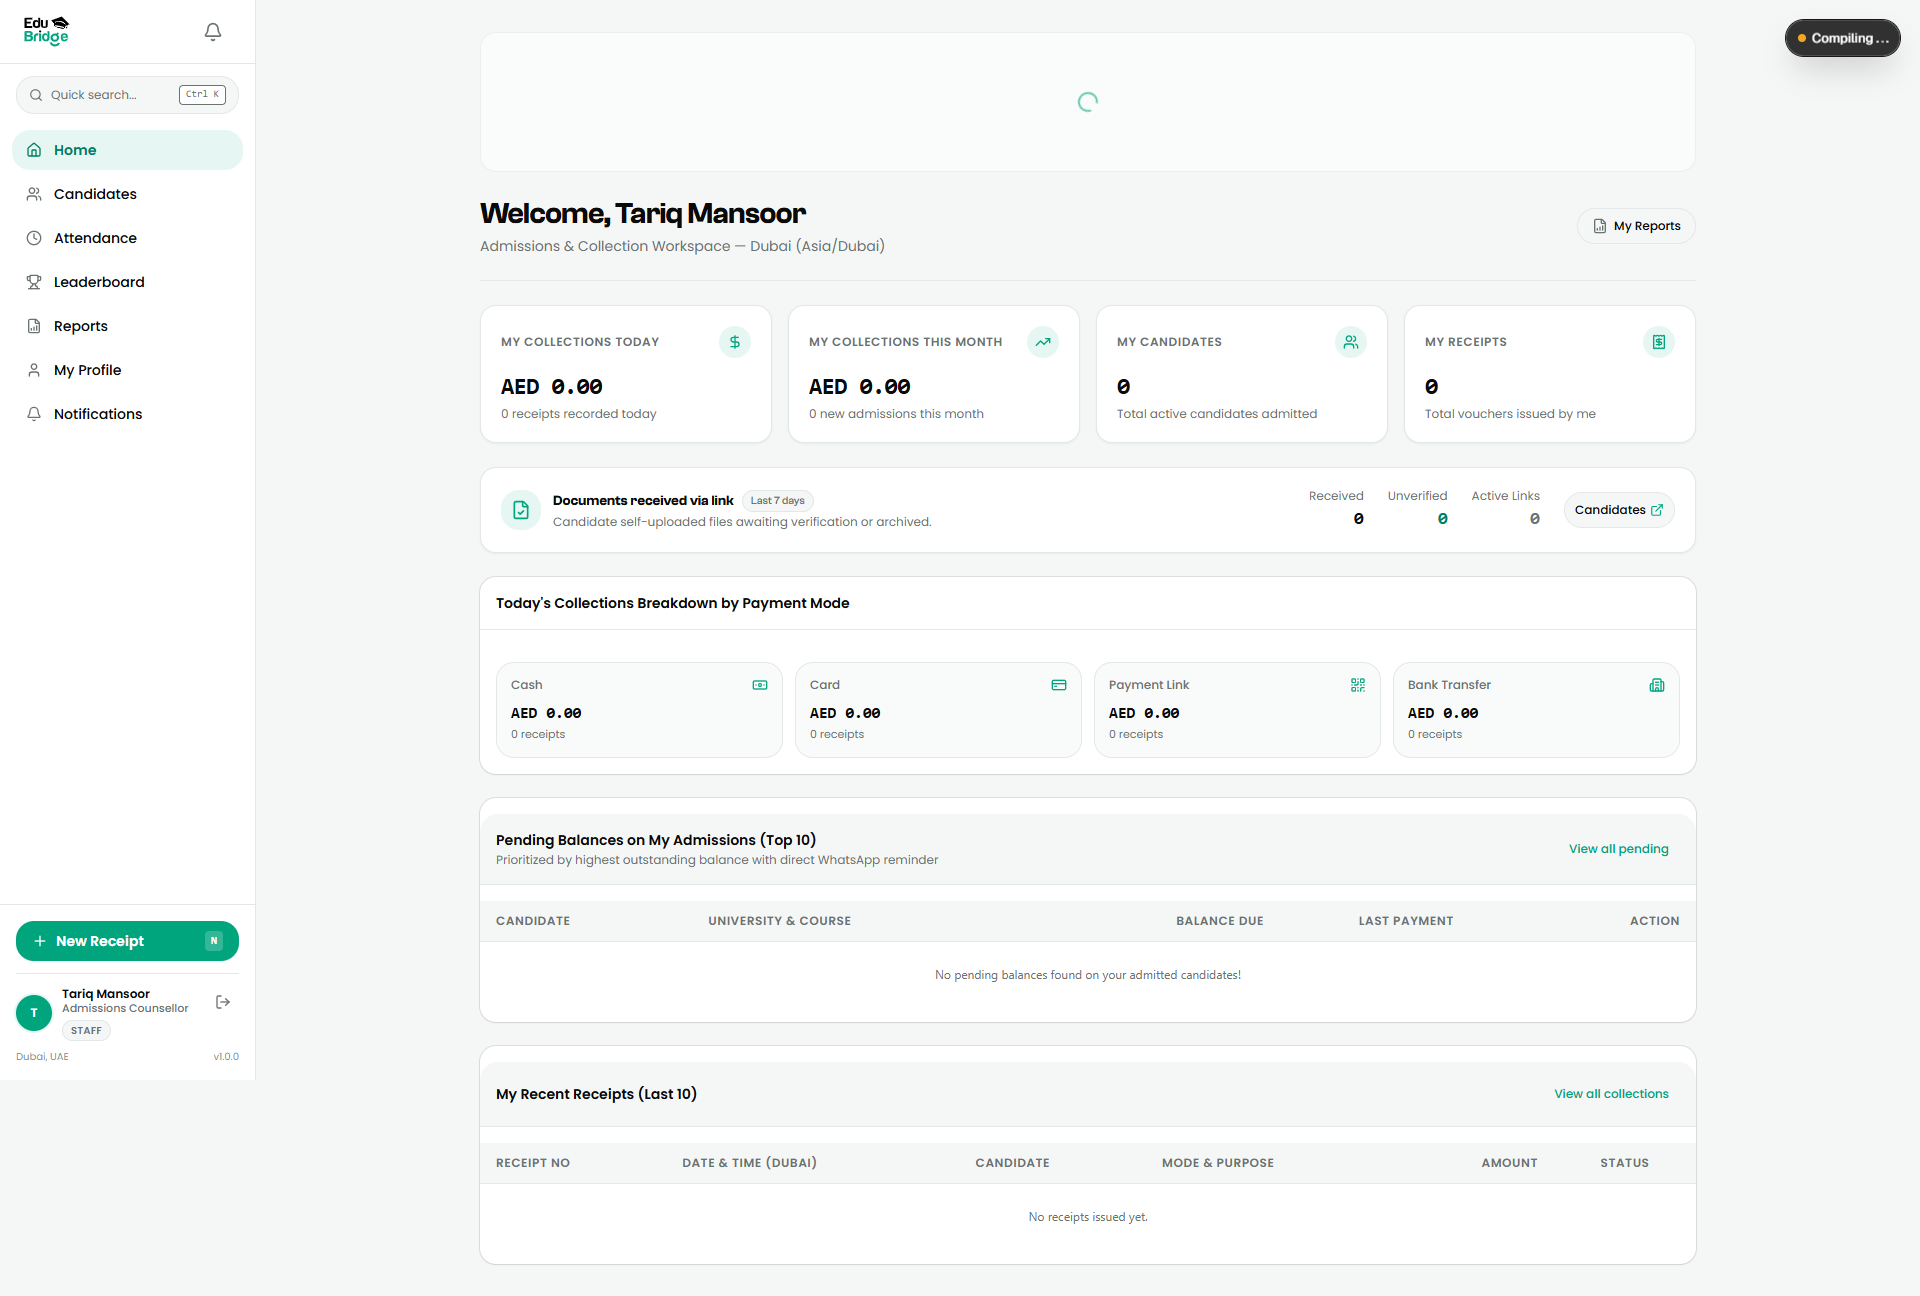 Edu
Bridge
Compiling ...
Quick search...
Ctrl K
Home
Candidates
Attendance
Leaderboard
Reports
My Profile
Notifications
Welcome, Tariq Mansoor
Admissions & Collection Workspace — Dubai (Asia/Dubai)
My Reports
MY COLLECTIONS TODAY
AED 0.00
0 receipts recorded today
MY COLLECTIONS THIS MONTH
AED 0.00
0 new admissions this month
MY CANDIDATES
0
Total active candidates admitted
MY RECEIPTS
0
Total vouchers issued by me
Documents received via link
Last 7 days
Candidate self-uploaded files awaiting verification or archived.
Received
0
Unverified
0
Active Links
0
Candidates
Today's Collections Breakdown by Payment Mode
Cash
AED 0.00
0 receipts
Card
AED 0.00
0 receipts
Payment Link
AED 0.00
0 receipts
Bank Transfer
AED 0.00
0 receipts
Pending Balances on My Admissions (Top 10)
Prioritized by highest outstanding balance with direct WhatsApp reminder
View all pending
CANDIDATE UNIVERSITY & COURSE BALANCE DUE LAST PAYMENT ACTION
No pending balances found on your admitted candidates!
My Recent Receipts (Last 10)
View all collections
RECEIPT NO DATE & TIME (DUBAI) CANDIDATE MODE & PURPOSE AMOUNT STATUS
No receipts issued yet.
New Receipt
N
T
Tariq Mansoor
Admissions Counsellor
STAFF
Dubai, UAE
v1.0.0